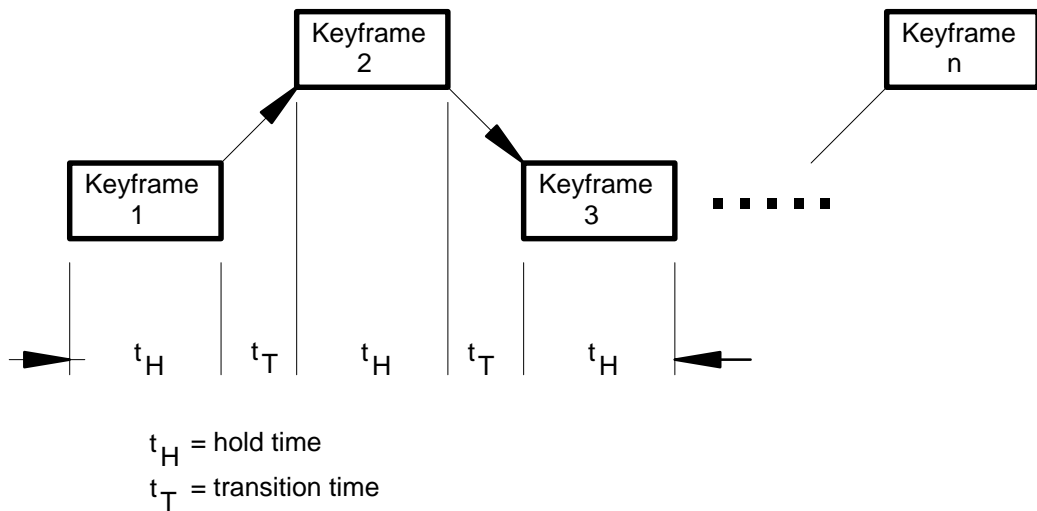 Keyframe
2
Keyframe
n
Keyframe
1
Keyframe
3
t_H t_T t_H t_T t_H
t_H = hold time
t_T = transition time